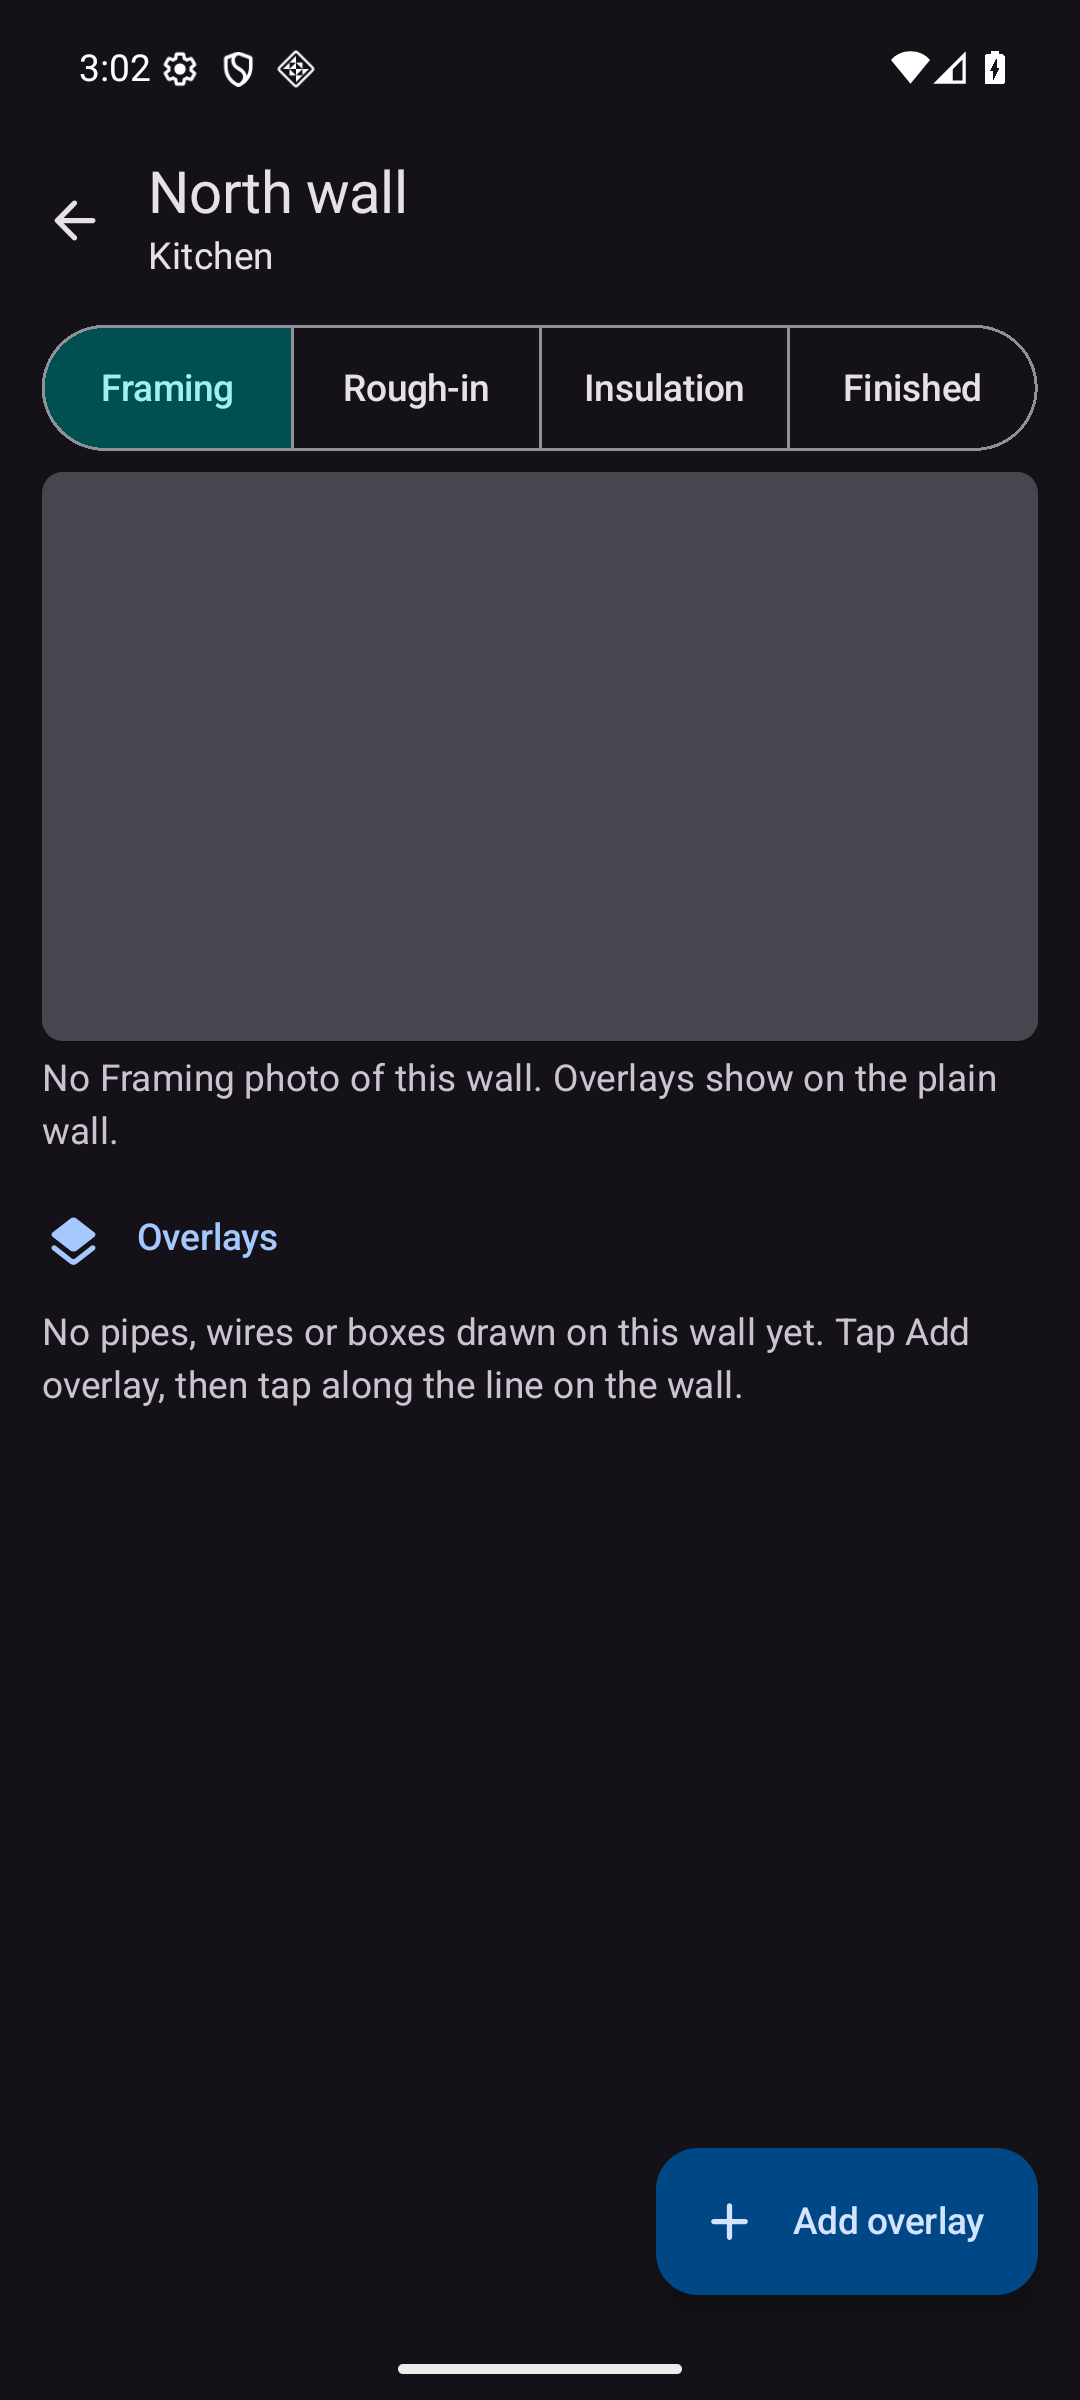 3:02
North wall
Kitchen
Framing
Rough-in
Insulation
Finished
No Framing photo of this wall. Overlays show on the plain
wall.
Overlays
No pipes, wires or boxes drawn on this wall yet. Tap Add
overlay, then tap along the line on the wall.
Add overlay